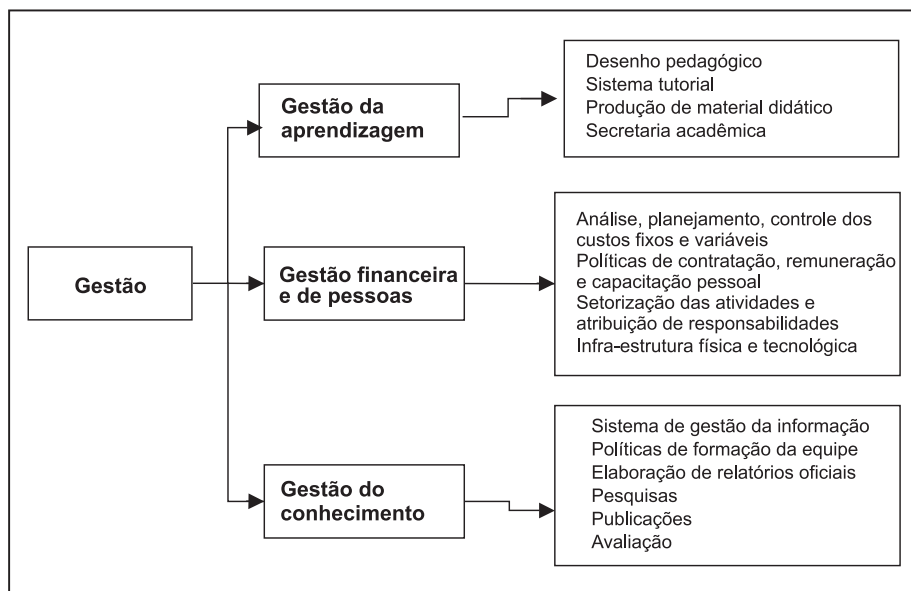 Gestão
Gestão da
aprendizagem
Desenho pedagógico
Sistema tutorial
Produção de material didático
Secretaria acadêmica
Gestão financeira
e de pessoas
Análise, planejamento, controle dos
custos fixos e variáveis
Políticas de contratação, remuneração
e capacitação pessoal
Setorização das atividades e
atribuição de responsabilidades
Infra-estrutura física e tecnológica
Gestão do
conhecimento
Sistema de gestão da informação
Políticas de formação da equipe
Elaboração de relatórios oficiais
Pesquisas
Publicações
Avaliação